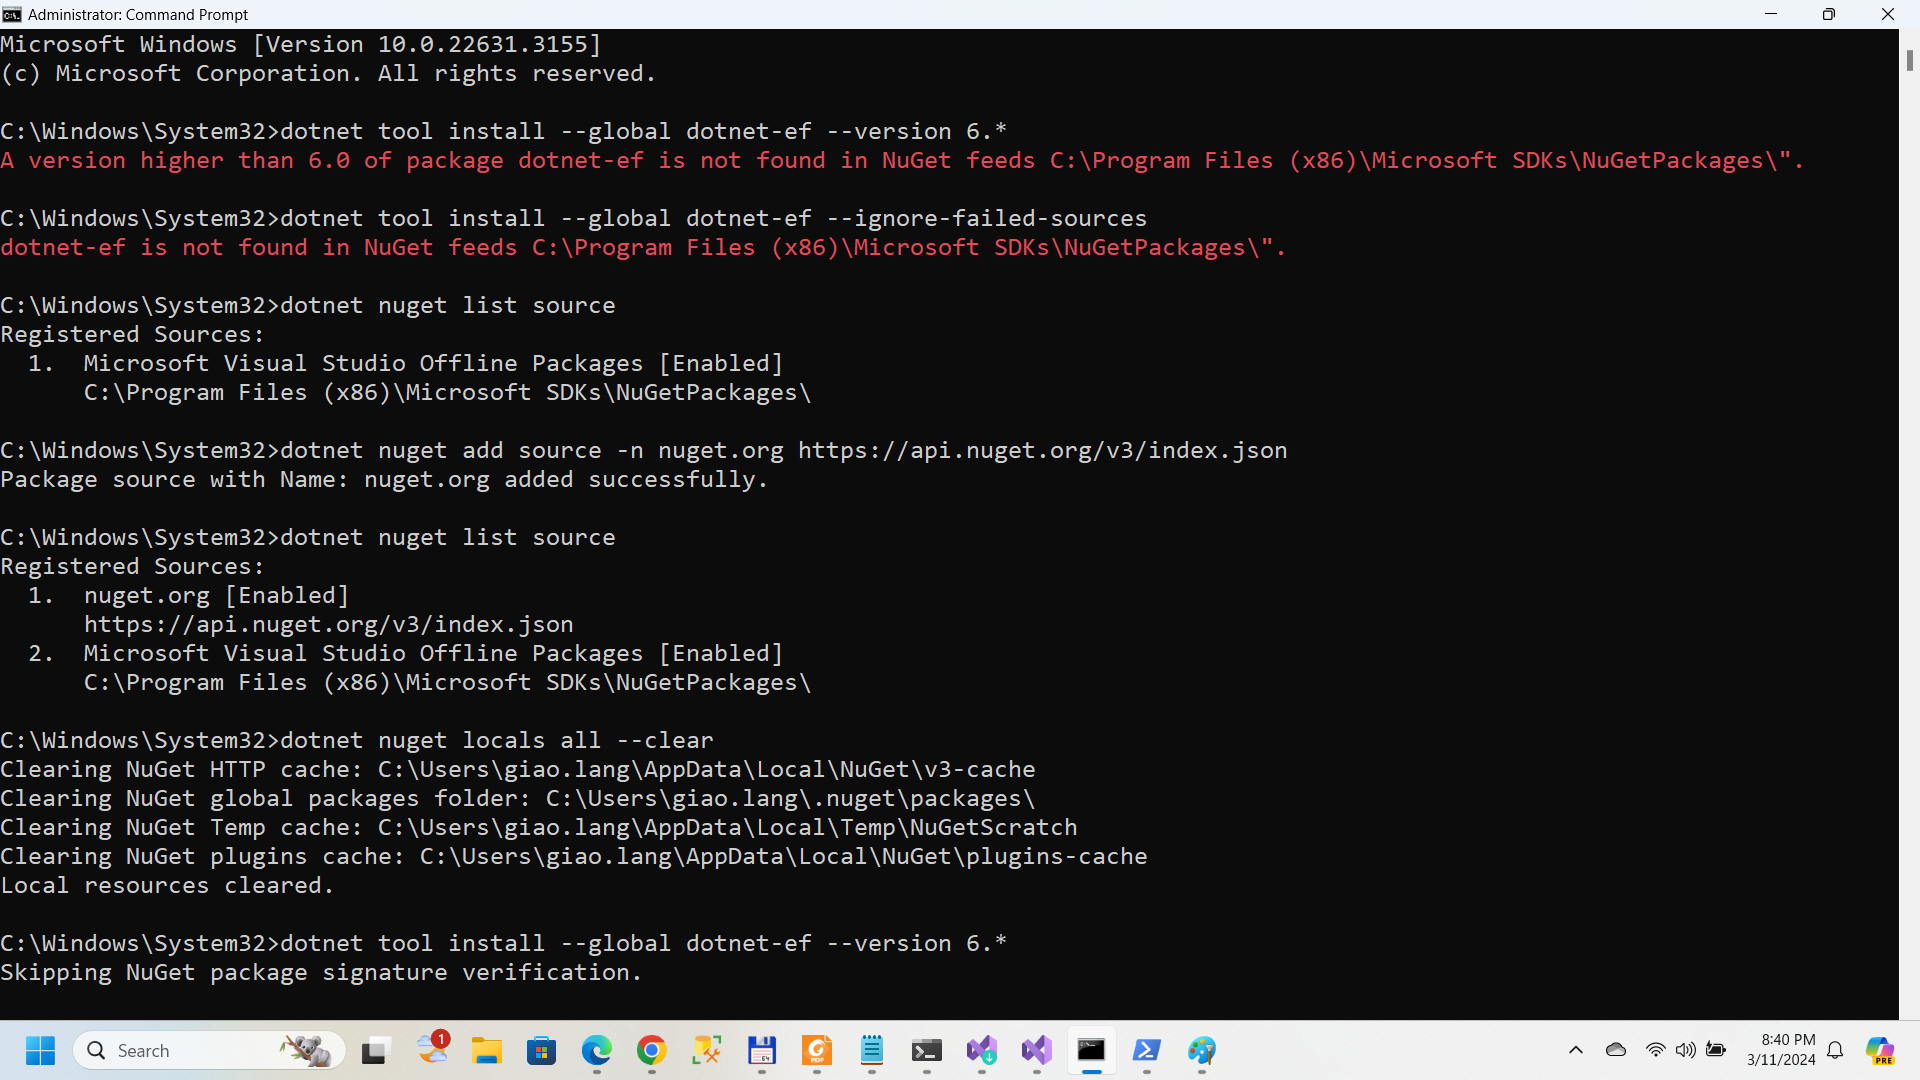 Administrator: Command Prompt
Microsoft Windows [Version 10.0.22631.3155]
(c) Microsoft Corporation. All rights reserved.
C:\Windows\System32>dotnet tool install --global dotnet-ef --version 6.*
A version higher than 6.0 of package dotnet-ef is not found in NuGet feeds C:\Program Files (x86)\Microsoft SDKs\NuGetPackages\".
C:\Windows\System32>dotnet tool install --global dotnet-ef --ignore-failed-sources
dotnet-ef is not found in NuGet feeds C:\Program Files (x86)\Microsoft SDKs\NuGetPackages\".
C:\Windows\System32>dotnet nuget list source
Registered Sources:
1. Microsoft Visual Studio Offline Packages [Enabled]
C:\Program Files (x86)\Microsoft SDKs\NuGetPackages\
C:\Windows\System32>dotnet nuget add source -n nuget.org https://api.nuget.org/v3/index.json
Package source with Name: nuget.org added successfully.
C:\Windows\System32>dotnet nuget list source
Registered Sources:
1. nuget.org [Enabled]
https://api.nuget.org/v3/index.json
2. Microsoft Visual Studio Offline Packages [Enabled]
C:\Program Files (x86)\Microsoft SDKs\NuGetPackages\
C:\Windows\System32>dotnet nuget locals all --clear
Clearing NuGet HTTP cache: C:\Users\giao.lang\AppData\Local\NuGet\v3-cache
Clearing NuGet global packages folder: C:\Users\giao.lang\.nuget\packages\
Clearing NuGet Temp cache: C:\Users\giao.lang\AppData\Local\Temp\NuGetScratch
Clearing NuGet plugins cache: C:\Users\giao.lang\AppData\Local\NuGet\plugins-cache
Local resources cleared.
C:\Windows\System32>dotnet tool install --global dotnet-ef --version 6.*
Skipping NuGet package signature verification.
Search
1
64
PDF
8:40 PM
3/11/2024
PRE